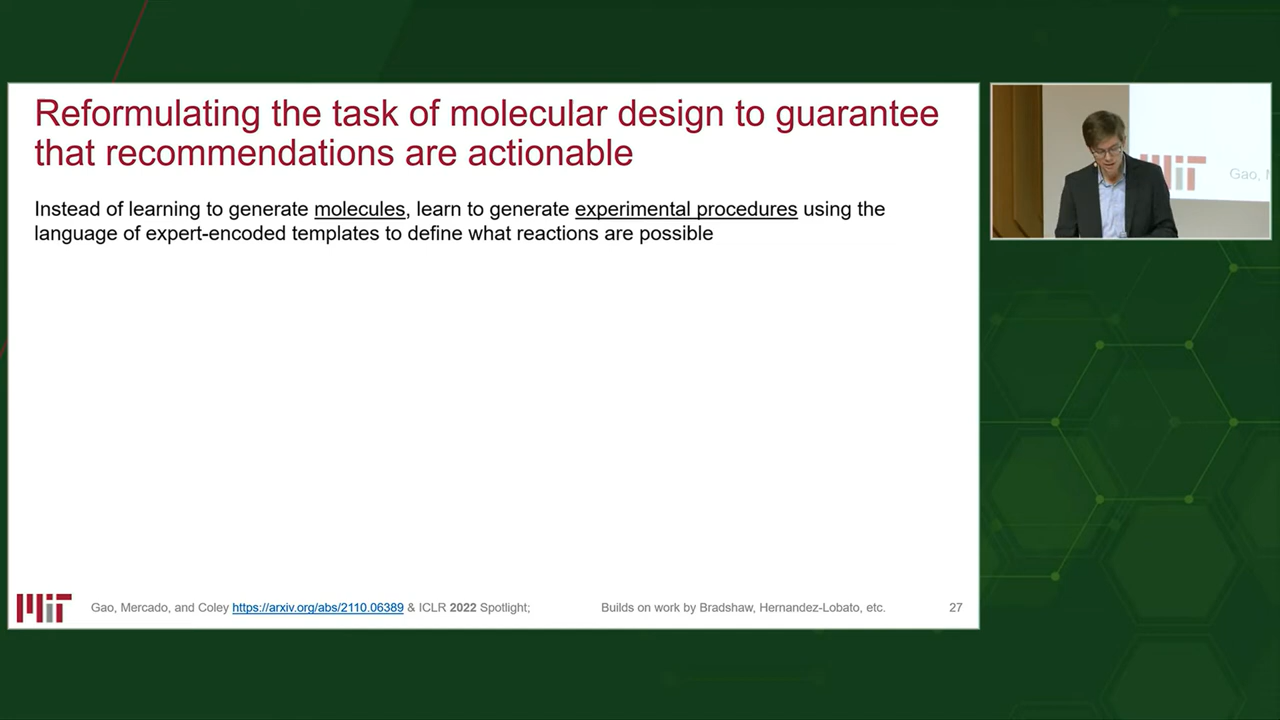 Reformulating the task of molecular design to guarantee
that recommendations are actionable
Instead of learning to generate molecules, learn to generate experimental procedures using the
language of expert-encoded templates to define what reactions are possible
MiT
Gao, M
MiT Gao, Mercado, and Coley https://arxiv.org/abs/2110.06389 & ICLR 2022 Spotlight; Builds on work by Bradshaw, Hernandez-Lobato, etc. 27